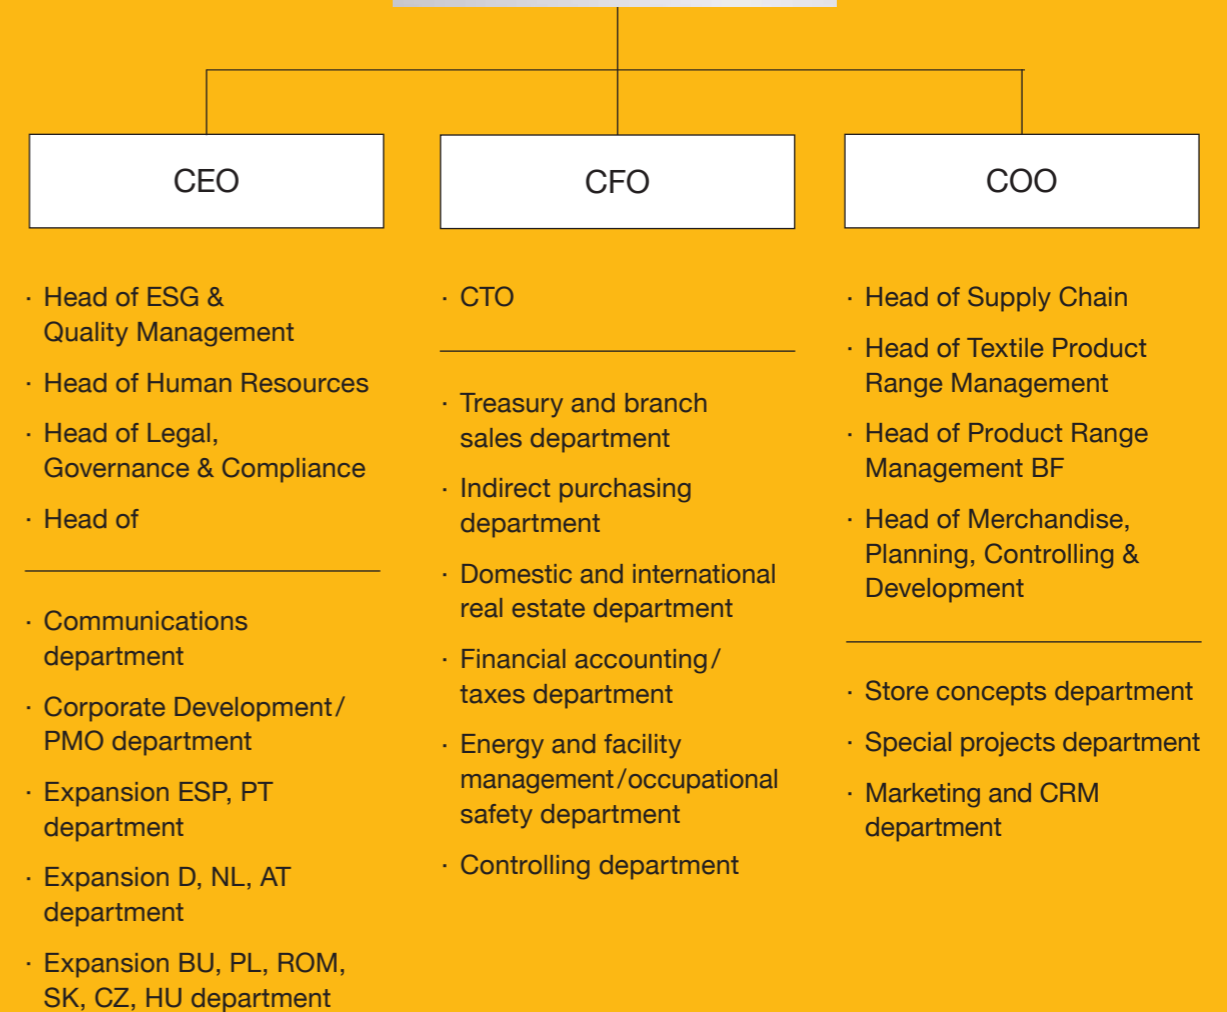 CEO
· Head of ESG &
Quality Management
· Head of Human Resources
· Head of Legal,
Governance & Compliance
· Head of
· Communications
department
· Corporate Development/
PMO department
· Expansion ESP, PT
department
· Expansion D, NL, AT
department
· Expansion BU, PL, ROM,
SK, CZ, HU department
CFO
· CTO
· Treasury and branch
sales department
· Indirect purchasing
department
· Domestic and international
real estate department
· Financial accounting/
taxes department
· Energy and facility
management/occupational
safety department
· Controlling department
COO
· Head of Supply Chain
· Head of Textile Product
Range Management
· Head of Product Range
Management BF
· Head of Merchandise,
Planning, Controlling &
Development
· Store concepts department
· Special projects department
· Marketing and CRM
department